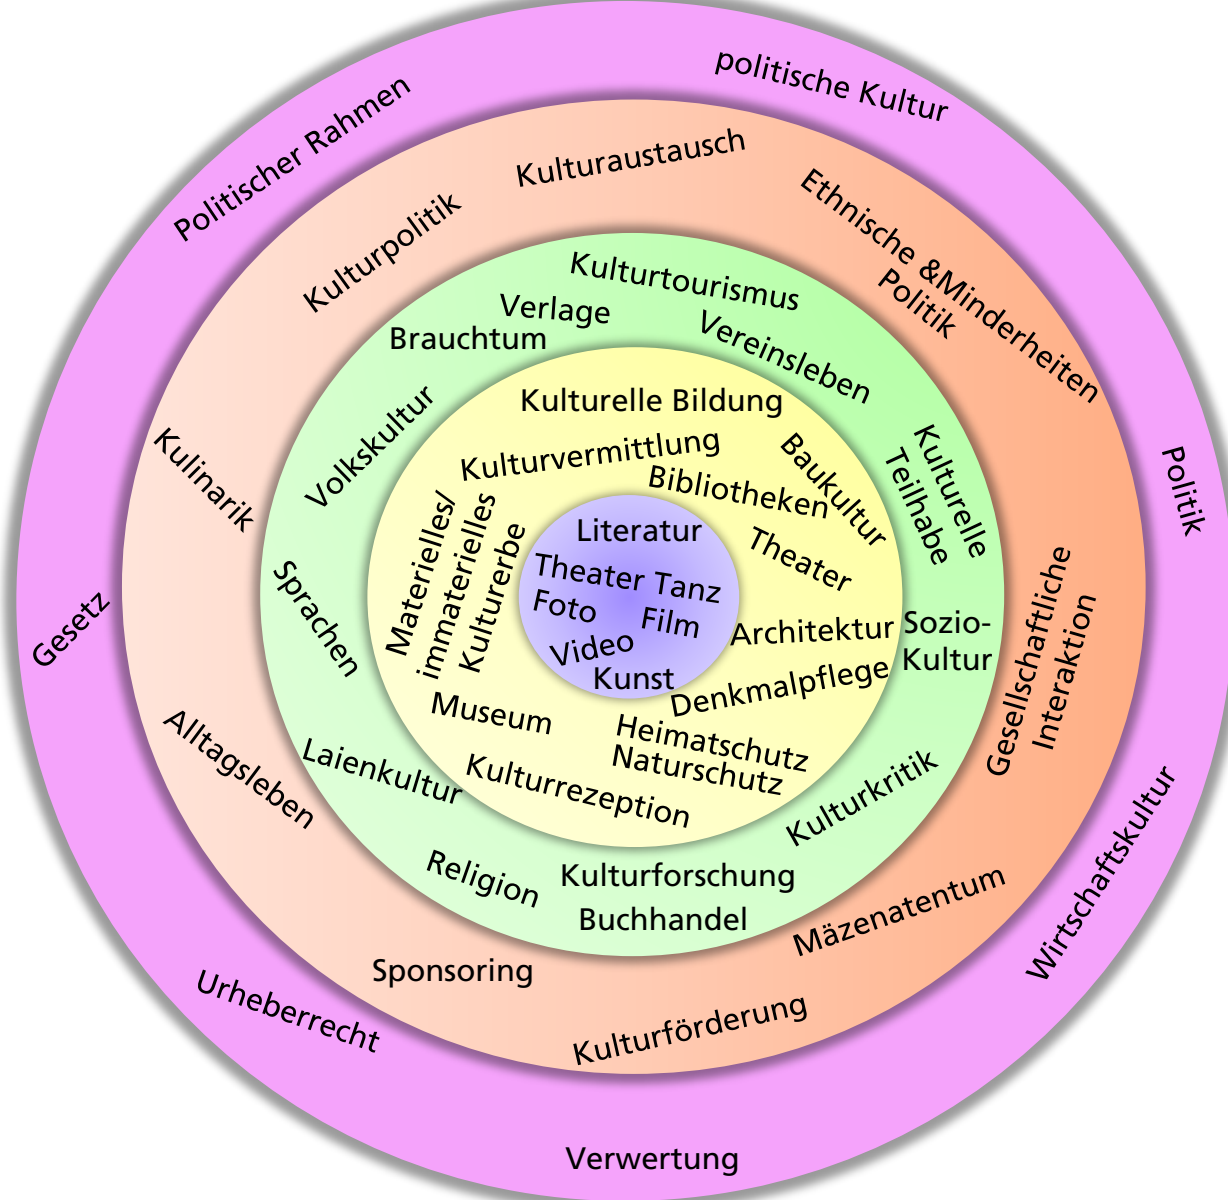 politische Kultur
Politischer Rahmen
Kulturaustausch
Ethnische &Minderheiten
Politik
Kulturpolitik
Kulturtourismus
Verlage
Vereinsleben
Brauchtum
Kulturelle Bildung
Volkskultur
Kulturvermittlung
Baukultur
Kulturelle
Teilhabe
Kulinarik
Politik
Bibliotheken
Materielles/
immaterielles
Kulturerbe
Literatur
Theater Tanz
Foto
Film
Video
Kunst
Theater
Architektur
Sozio-
Kultur
Gesellschaftliche
Interaktion
Sprachen
Gesetz
Denkmalpflege
Museum
Heimatschutz
Naturschutz
Alltagsleben
Laienkultur
Kulturrezeption
Kulturkritik
Wirtschaftskultur
Religion
Kulturforschung
Buchhandel
Mäzenatentum
Sponsoring
Urheberrecht
Kulturförderung
Verwertung